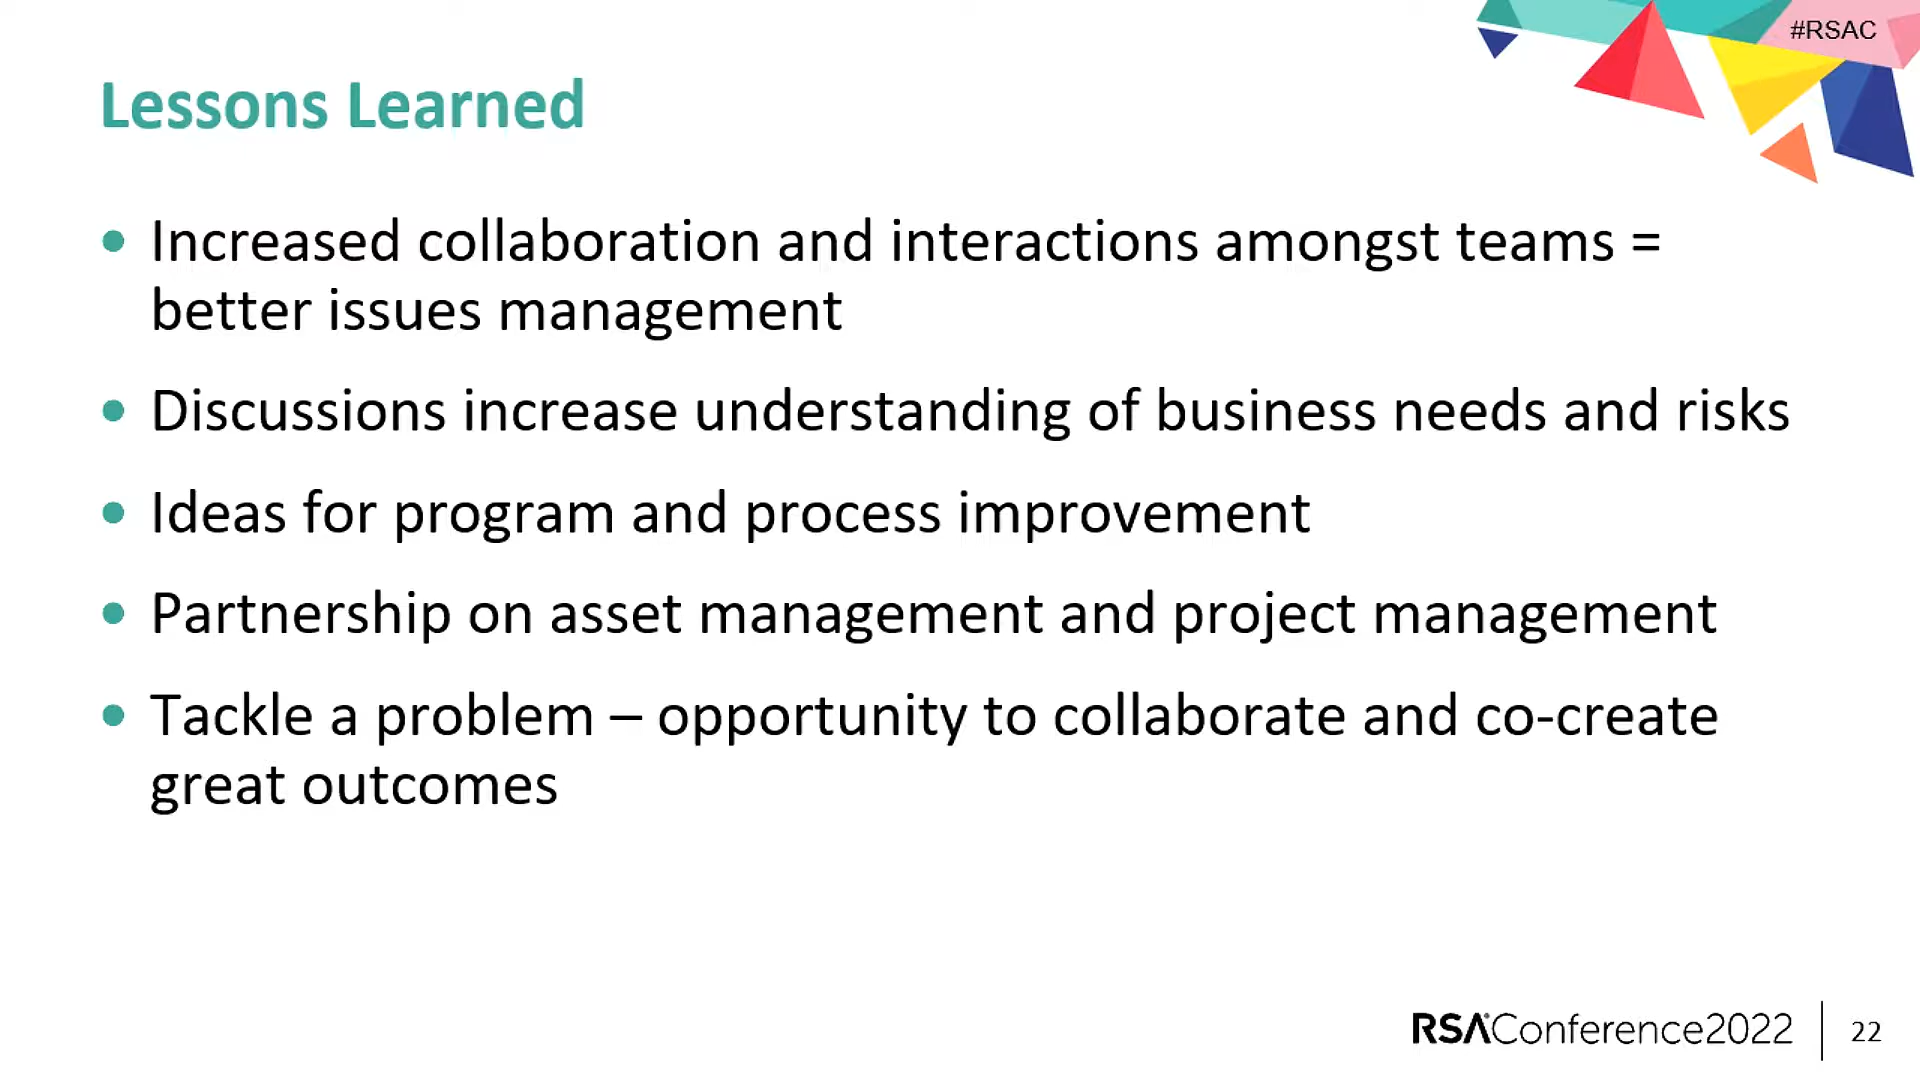 #RSAC
Lessons Learned
• Increased collaboration and interactions amongst teams =
better issues management
• Discussions increase understanding of business needs and risks
• Ideas for program and process improvement
• Partnership on asset management and project management
• Tackle a problem – opportunity to collaborate and co-create
great outcomes
RSAConference2022
22